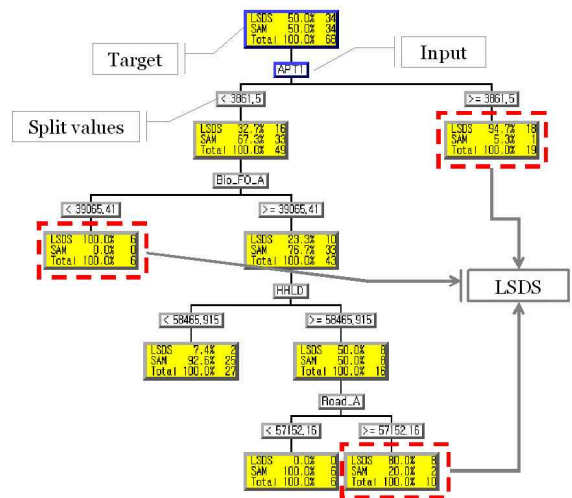 LSDS 50.0% 34
SAM 50.0% 34
Total 100.0% 68
Target
Input
APT1
< 3861,5
>= 3861,5
Split values
LSDS 32.7% 16
SAM 67.3% 33
Total 100.0% 49
LSDS 94.7% 18
SAM 5.3% 1
Total 100.0% 19
Bio_FO_A
< 39065,41
>= 39065,41
LSDS 100.0% 6
SAM 0.0% 0
Total 100.0% 6
LSDS 23.3% 10
SAM 76.7% 33
Total 100.0% 43
LSDS
HHLD
< 58465,915
>= 58465,915
LSDS 7.4% 2
SAM 92.6% 25
Total 100.0% 27
LSDS 50.0% 8
SAM 50.0% 8
Total 100.0% 16
Road_A
< 57152,16
>= 57152,16
LSDS 0.0% 0
SAM 100.0% 6
Total 100.0% 6
LSDS 80.0% 8
SAM 20.0% 2
Total 100.0% 10